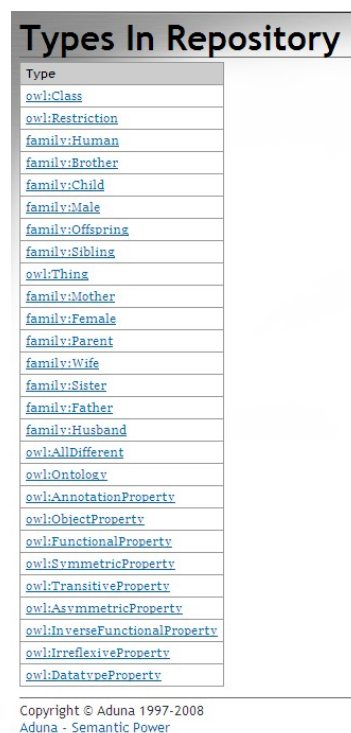 Types In Repository
Type
owl:Class
owl:Restriction
family:Human
family:Brother
family:Child
family:Male
family:Offspring
family:Sibling
owl:Thing
family:Mother
family:Female
family:Parent
family:Wife
family:Sister
family:Father
family:Husband
owl:AllDifferent
owl:Ontology
owl:AnnotationProperty
owl:ObjectProperty
owl:FunctionalProperty
owl:SymmetricProperty
owl:TransitiveProperty
owl:AsymmetricProperty
owl:InverseFunctionalProperty
owl:IrreflexiveProperty
owl:DatatypeProperty
Copyright © Aduna 1997-2008
Aduna - Semantic Power